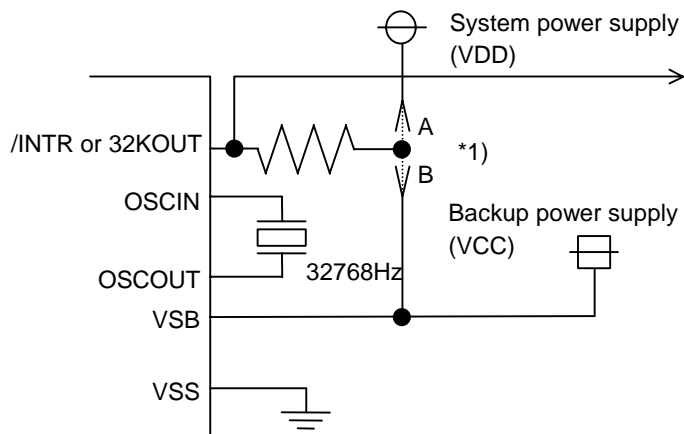 System power supply
(VDD)
A
/INTR or 32KOUT
*1)
B
OSCIN
Backup power supply
(VCC)
OSCOUT
32768Hz
VSB
VSS